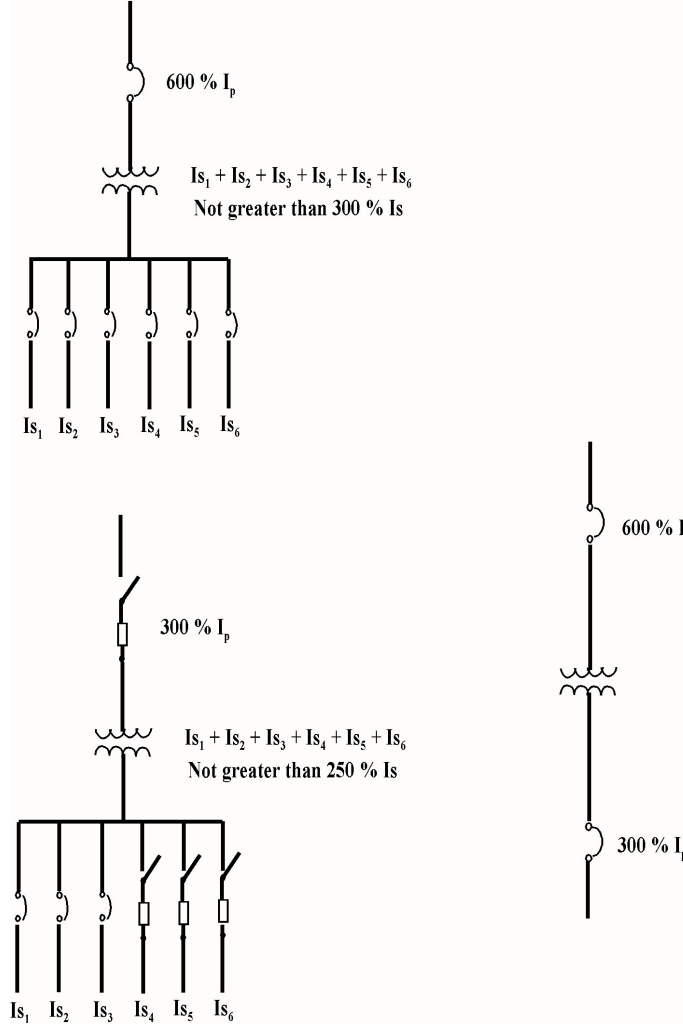 600 % Ip
Is1 + Is2 + Is3 + Is4 + Is5 + Is6
Not greater than 300 % Is
Is1 Is2 Is3 Is4 Is5 Is6
300 % Ip
Is1 + Is2 + Is3 + Is4 + Is5 + Is6
Not greater than 250 % Is
Is1 Is2 Is3 Is4 Is5 Is6
600 %
300 % I